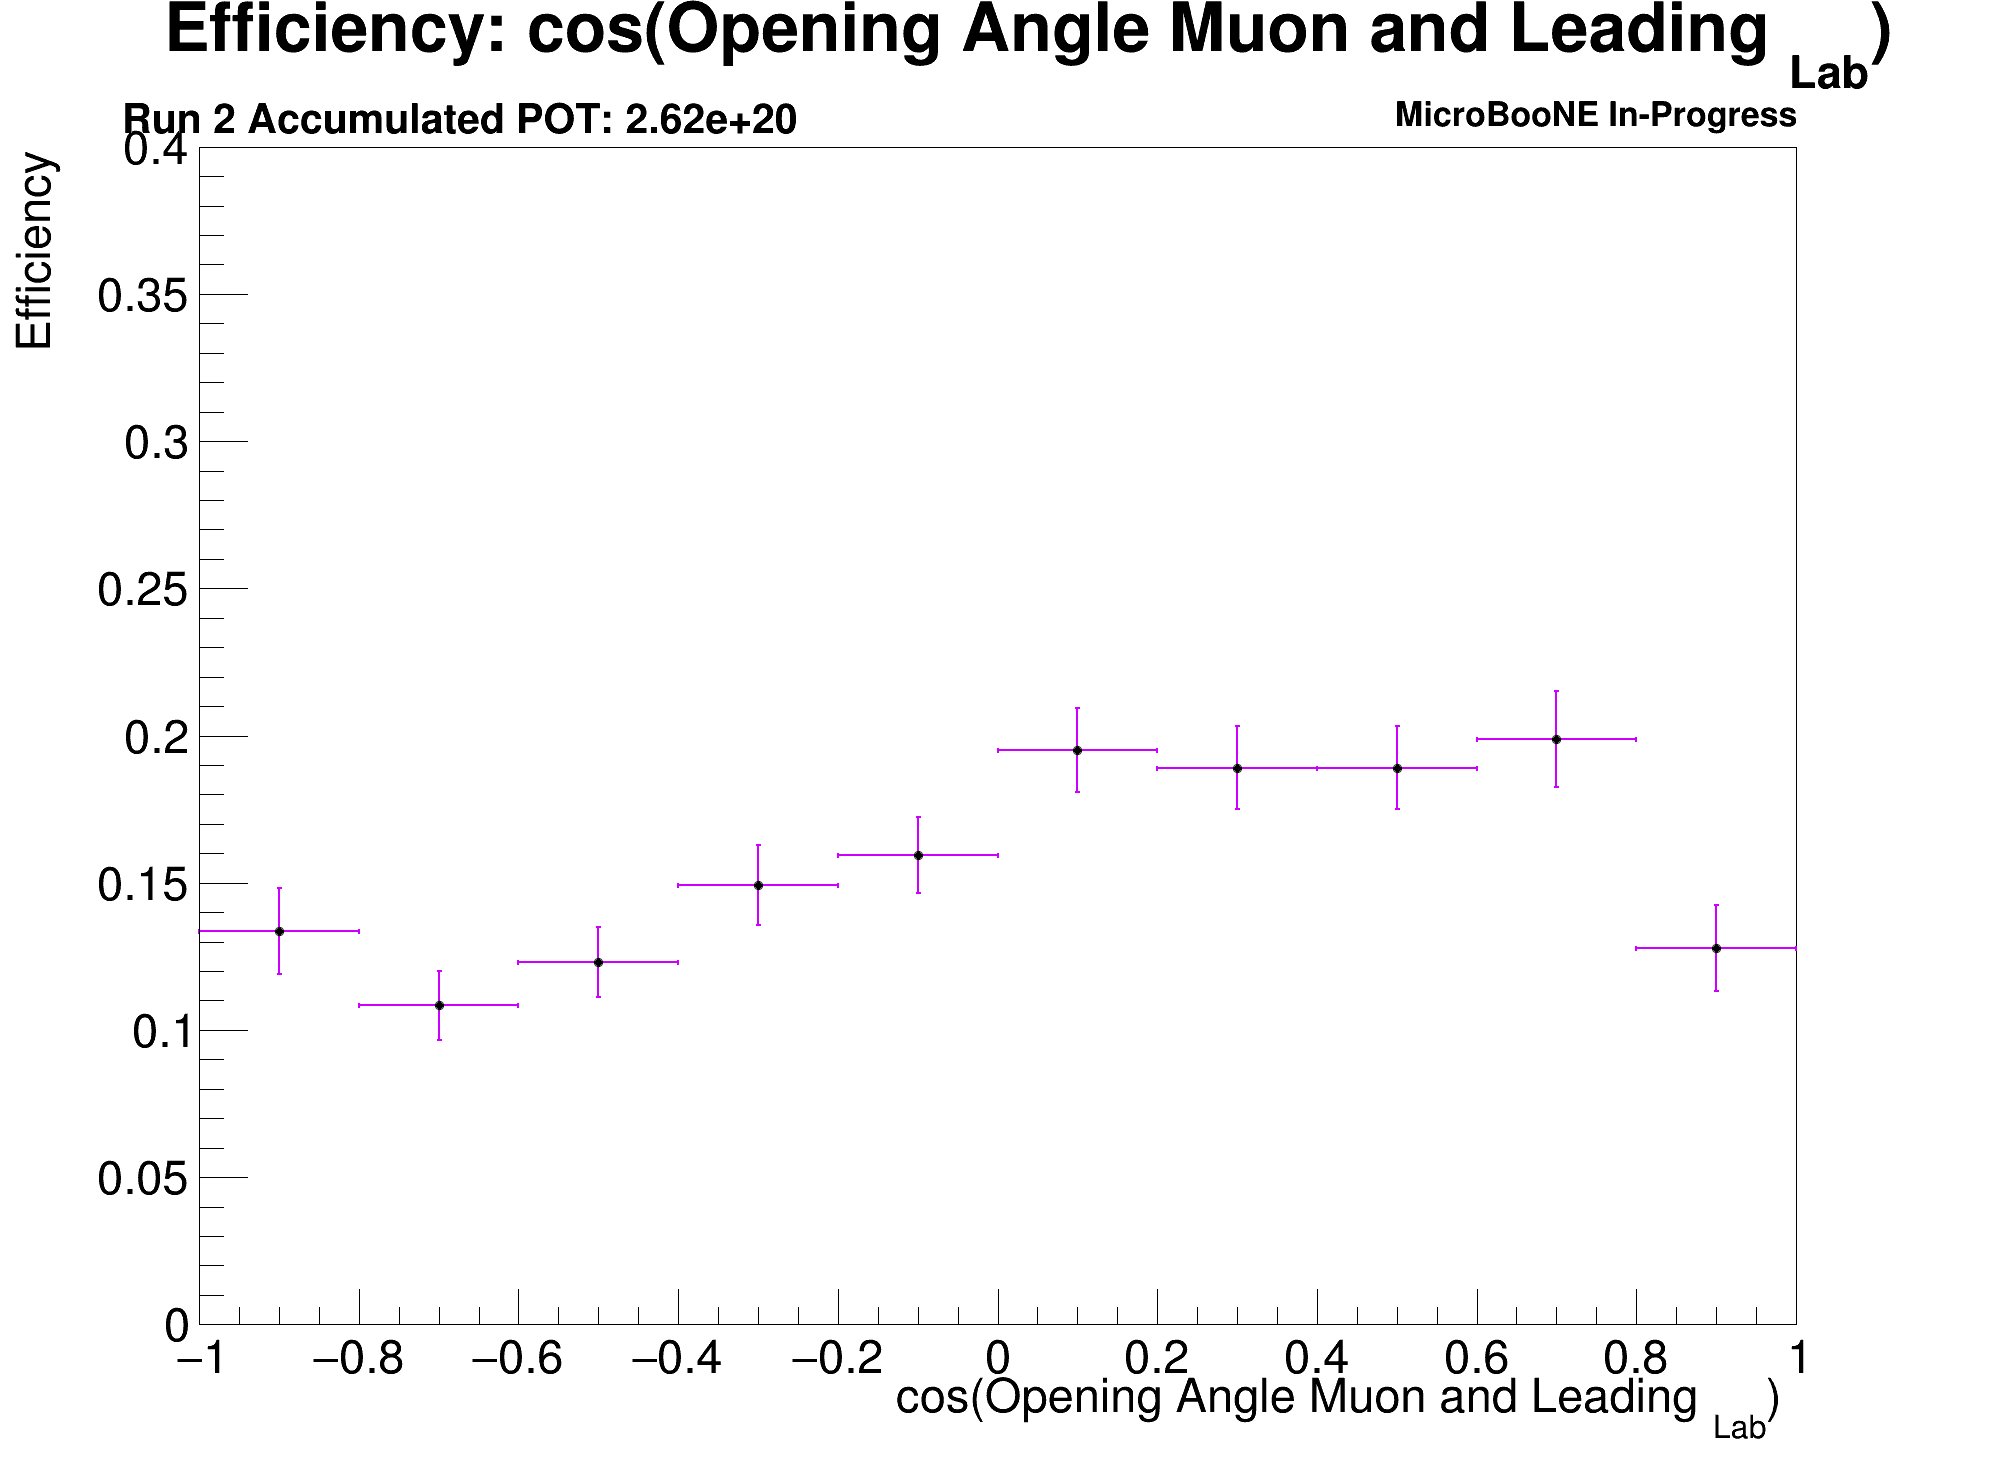 Efficiency: cos(Opening Angle Muon and Leading Lab)
Run 2 Accumulated POT: 2.62e+20
MicroBooNE In-Progress
Efficiency
0.4
0.35
0.3
0.25
0.2
0.15
0.1
0.05
0
−1 −0.8 −0.6 −0.4 −0.2 0 0.2 0.4 0.6 0.8 1
cos(Opening Angle Muon and Leading Lab)